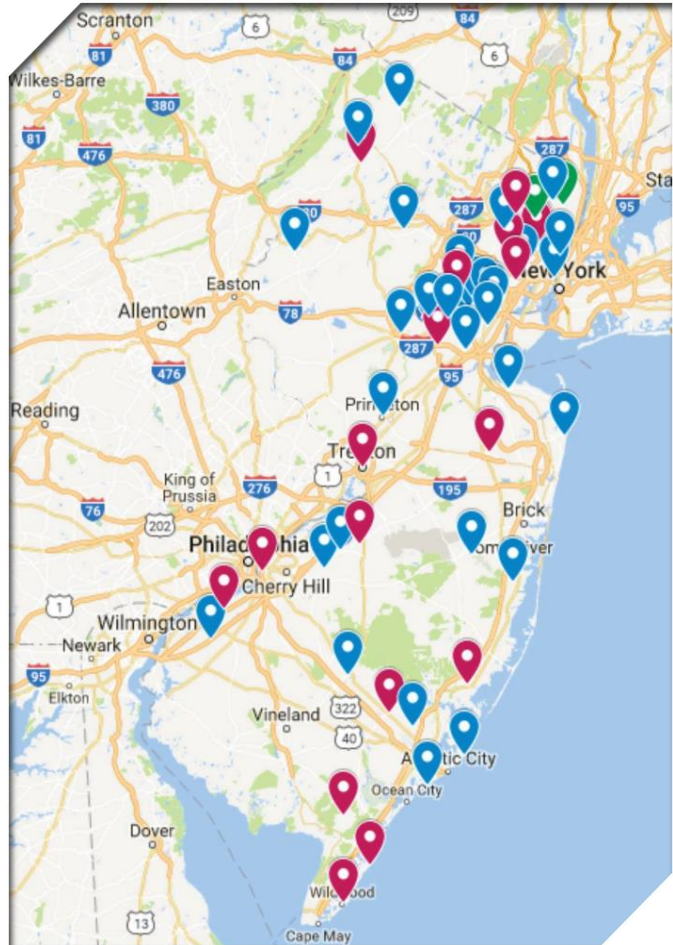 Scranton
209
6
84
81
84
6
Wilkes-Barre
380
81
476
287
Sta
80
287
95
80
New York
Easton
78
Allentown
287
476
95
Princeton
Reading
Trenton
1
King of
Prussia
276
195
76
202
Brick
Philadelphia
Cherry Hill
1
Wilmington
Newark
95
Elkton
322
Vineland
40
Atlantic City
Ocean City
Dover
Wildwood
13
Cape May